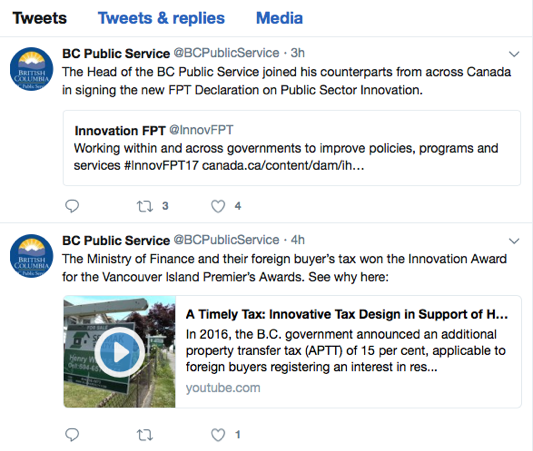 Tweets Tweets & replies Media
BC Public Service @BCPublicService · 3h
The Head of the BC Public Service joined his counterparts from across Canada
in signing the new FPT Declaration on Public Sector Innovation.
Innovation FPT @InnovFPT
Working within and across governments to improve policies, programs and
services #InnovFPT17 canada.ca/content/dam/ih...
3 4
BRITISH
COLUMBIA
BC Public Service @BCPublicService · 4h
The Ministry of Finance and their foreign buyer's tax won the Innovation Award
for the Vancouver Island Premier's Awards. See why here:
BRITISH
COLUMBIA
FOR SALE
Henry W
A Timely Tax: Innovative Tax Design in Support of H...
In 2016, the B.C. government announced an additional
property transfer tax (APTT) of 15 per cent, applicable to
foreign buyers registering an interest in res...
youtube.com
1